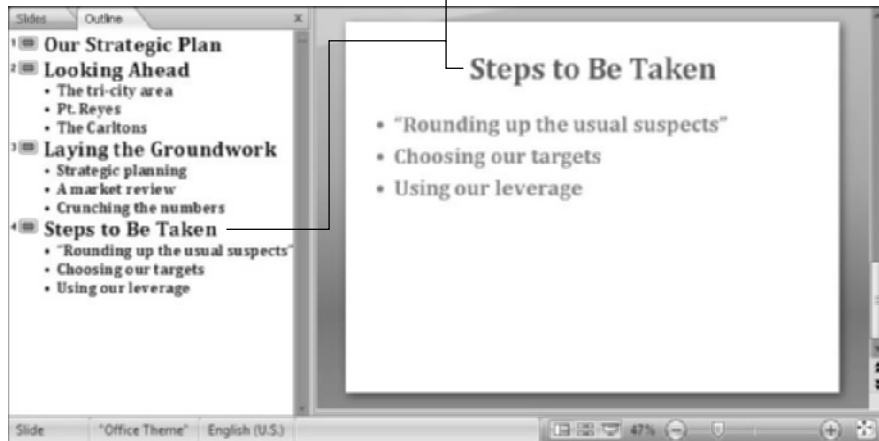 Slides Outline x
1 Our Strategic Plan
2 Looking Ahead
• The tri-city area
• Pt. Reyes
• The Carltons
3 Laying the Groundwork
• Strategic planning
• A market review
• Crunching the numbers
4 Steps to Be Taken
• "Rounding up the usual suspects"
• Choosing our targets
• Using our leverage
Steps to Be Taken
• "Rounding up the usual suspects"
• Choosing our targets
• Using our leverage
Slide "Office Theme" English (U.S.) 47%